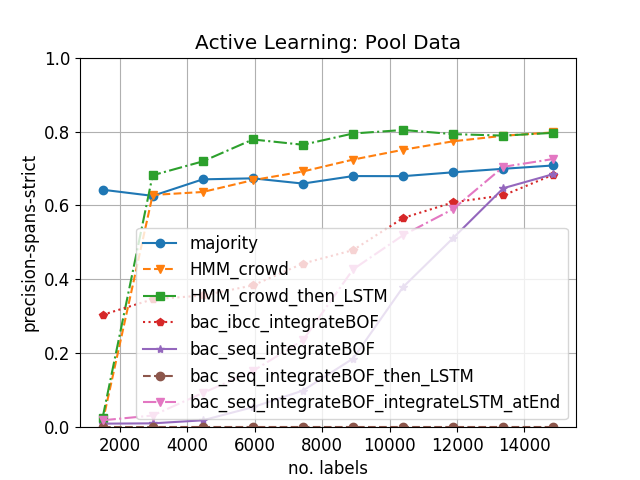 Active Learning: Pool Data
1.0
0.8
0.6
0.4
0.2
0.0
precision-spans-strict
majority
HMM_crowd
HMM_crowd_then_LSTM
bac_ibcc_integrateBOF
bac_seq_integrateBOF
bac_seq_integrateBOF_then_LSTM
bac_seq_integrateBOF_integrateLSTM_atEnd
2000 4000 6000 8000 10000 12000 14000
no. labels